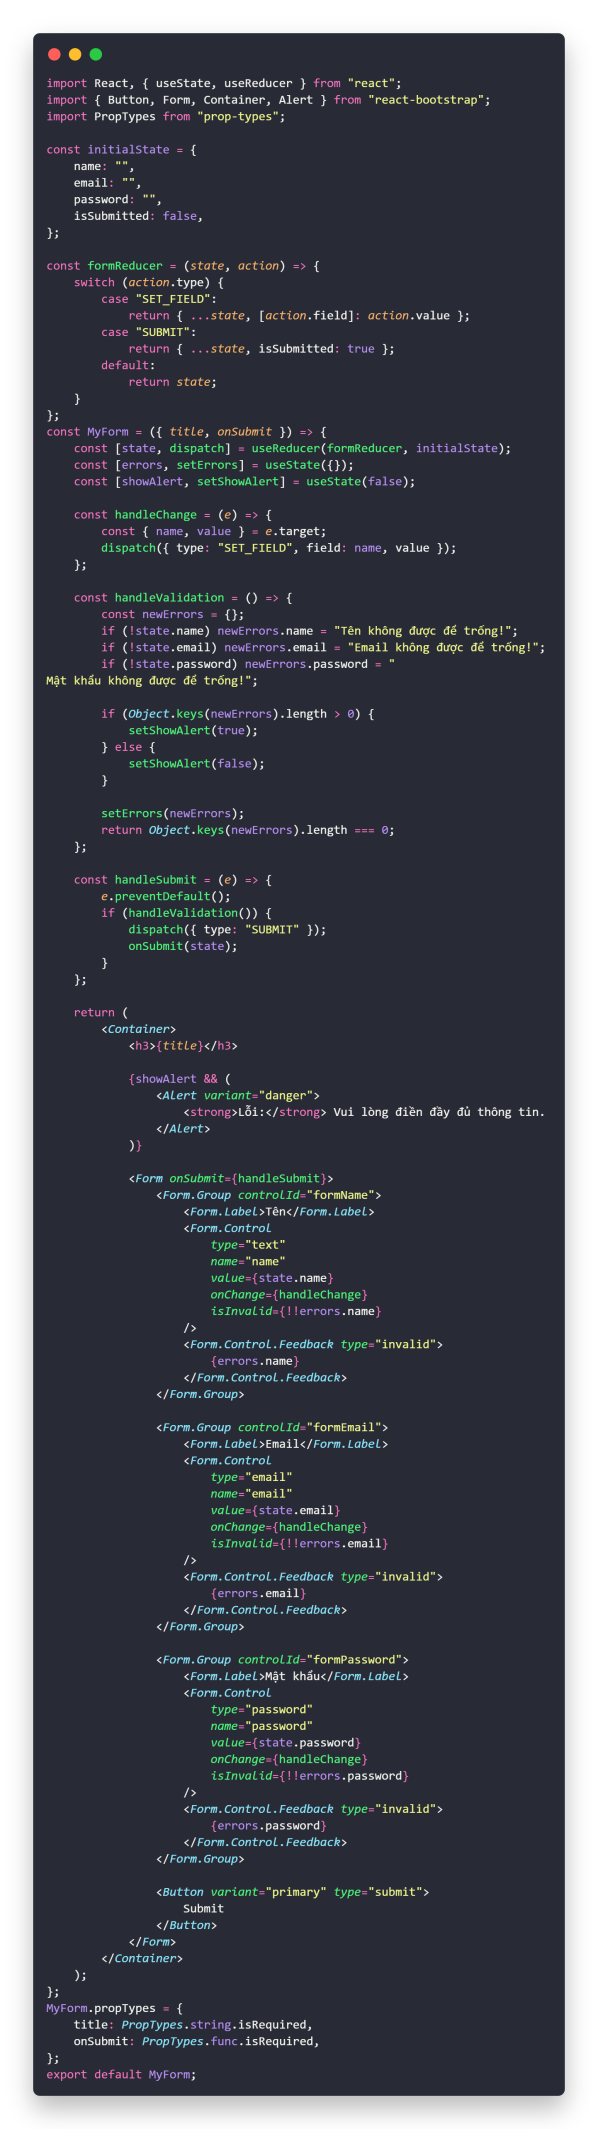 import React, { useState, useReducer } from "react";
import { Button, Form, Container, Alert } from "react-bootstrap";
import PropTypes from "prop-types";

const initialState = {
    name: "",
    email: "",
    password: "",
    isSubmitted: false,
};

const formReducer = (state, action) => {
    switch (action.type) {
        case "SET_FIELD":
            return { ...state, [action.field]: action.value };
        case "SUBMIT":
            return { ...state, isSubmitted: true };
        default:
            return state;
    }
};
const MyForm = ({ title, onSubmit }) => {
    const [state, dispatch] = useReducer(formReducer, initialState);
    const [errors, setErrors] = useState({});
    const [showAlert, setShowAlert] = useState(false);

    const handleChange = (e) => {
        const { name, value } = e.target;
        dispatch({ type: "SET_FIELD", field: name, value });
    };

    const handleValidation = () => {
        const newErrors = {};
        if (!state.name) newErrors.name = "Tên không được để trống!";
        if (!state.email) newErrors.email = "Email không được để trống!";
        if (!state.password) newErrors.password = "
Mật khẩu không được để trống!";

        if (Object.keys(newErrors).length > 0) {
            setShowAlert(true);
        } else {
            setShowAlert(false);
        }

        setErrors(newErrors);
        return Object.keys(newErrors).length === 0;
    };

    const handleSubmit = (e) => {
        e.preventDefault();
        if (handleValidation()) {
            dispatch({ type: "SUBMIT" });
            onSubmit(state);
        }
    };

    return (
        <Container>
            <h3>{title}</h3>

            {showAlert && (
                <Alert variant="danger">
                    <strong>Lỗi:</strong> Vui lòng điền đầy đủ thông tin.
                </Alert>
            )}

            <Form onSubmit={handleSubmit}>
                <Form.Group controlId="formName">
                    <Form.Label>Tên</Form.Label>
                    <Form.Control
                        type="text"
                        name="name"
                        value={state.name}
                        onChange={handleChange}
                        isInvalid={!!errors.name}
                    />
                    <Form.Control.Feedback type="invalid">
                        {errors.name}
                    </Form.Control.Feedback>
                </Form.Group>

                <Form.Group controlId="formEmail">
                    <Form.Label>Email</Form.Label>
                    <Form.Control
                        type="email"
                        name="email"
                        value={state.email}
                        onChange={handleChange}
                        isInvalid={!!errors.email}
                    />
                    <Form.Control.Feedback type="invalid">
                        {errors.email}
                    </Form.Control.Feedback>
                </Form.Group>

                <Form.Group controlId="formPassword">
                    <Form.Label>Mật khẩu</Form.Label>
                    <Form.Control
                        type="password"
                        name="password"
                        value={state.password}
                        onChange={handleChange}
                        isInvalid={!!errors.password}
                    />
                    <Form.Control.Feedback type="invalid">
                        {errors.password}
                    </Form.Control.Feedback>
                </Form.Group>

                <Button variant="primary" type="submit">
                    Submit
                </Button>
            </Form>
        </Container>
    );
};
MyForm.propTypes = {
    title: PropTypes.string.isRequired,
    onSubmit: PropTypes.func.isRequired,
};
export default MyForm;